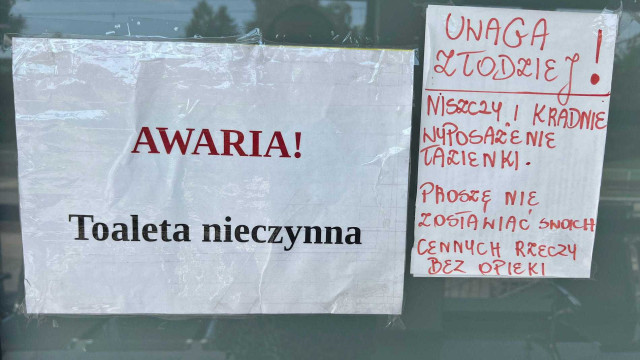 AWARIA!
Toaleta nieczynna
UWAGA
ZŁODZIEJ!
NISZCZY I KRADNIE
WYPOSAŻENIE
ŁAZIENKI.
PROSZĘ NIE
ZOSTAWIAĆ SWOICH
CENNYCH RZECZY
BEZ OPIEKI